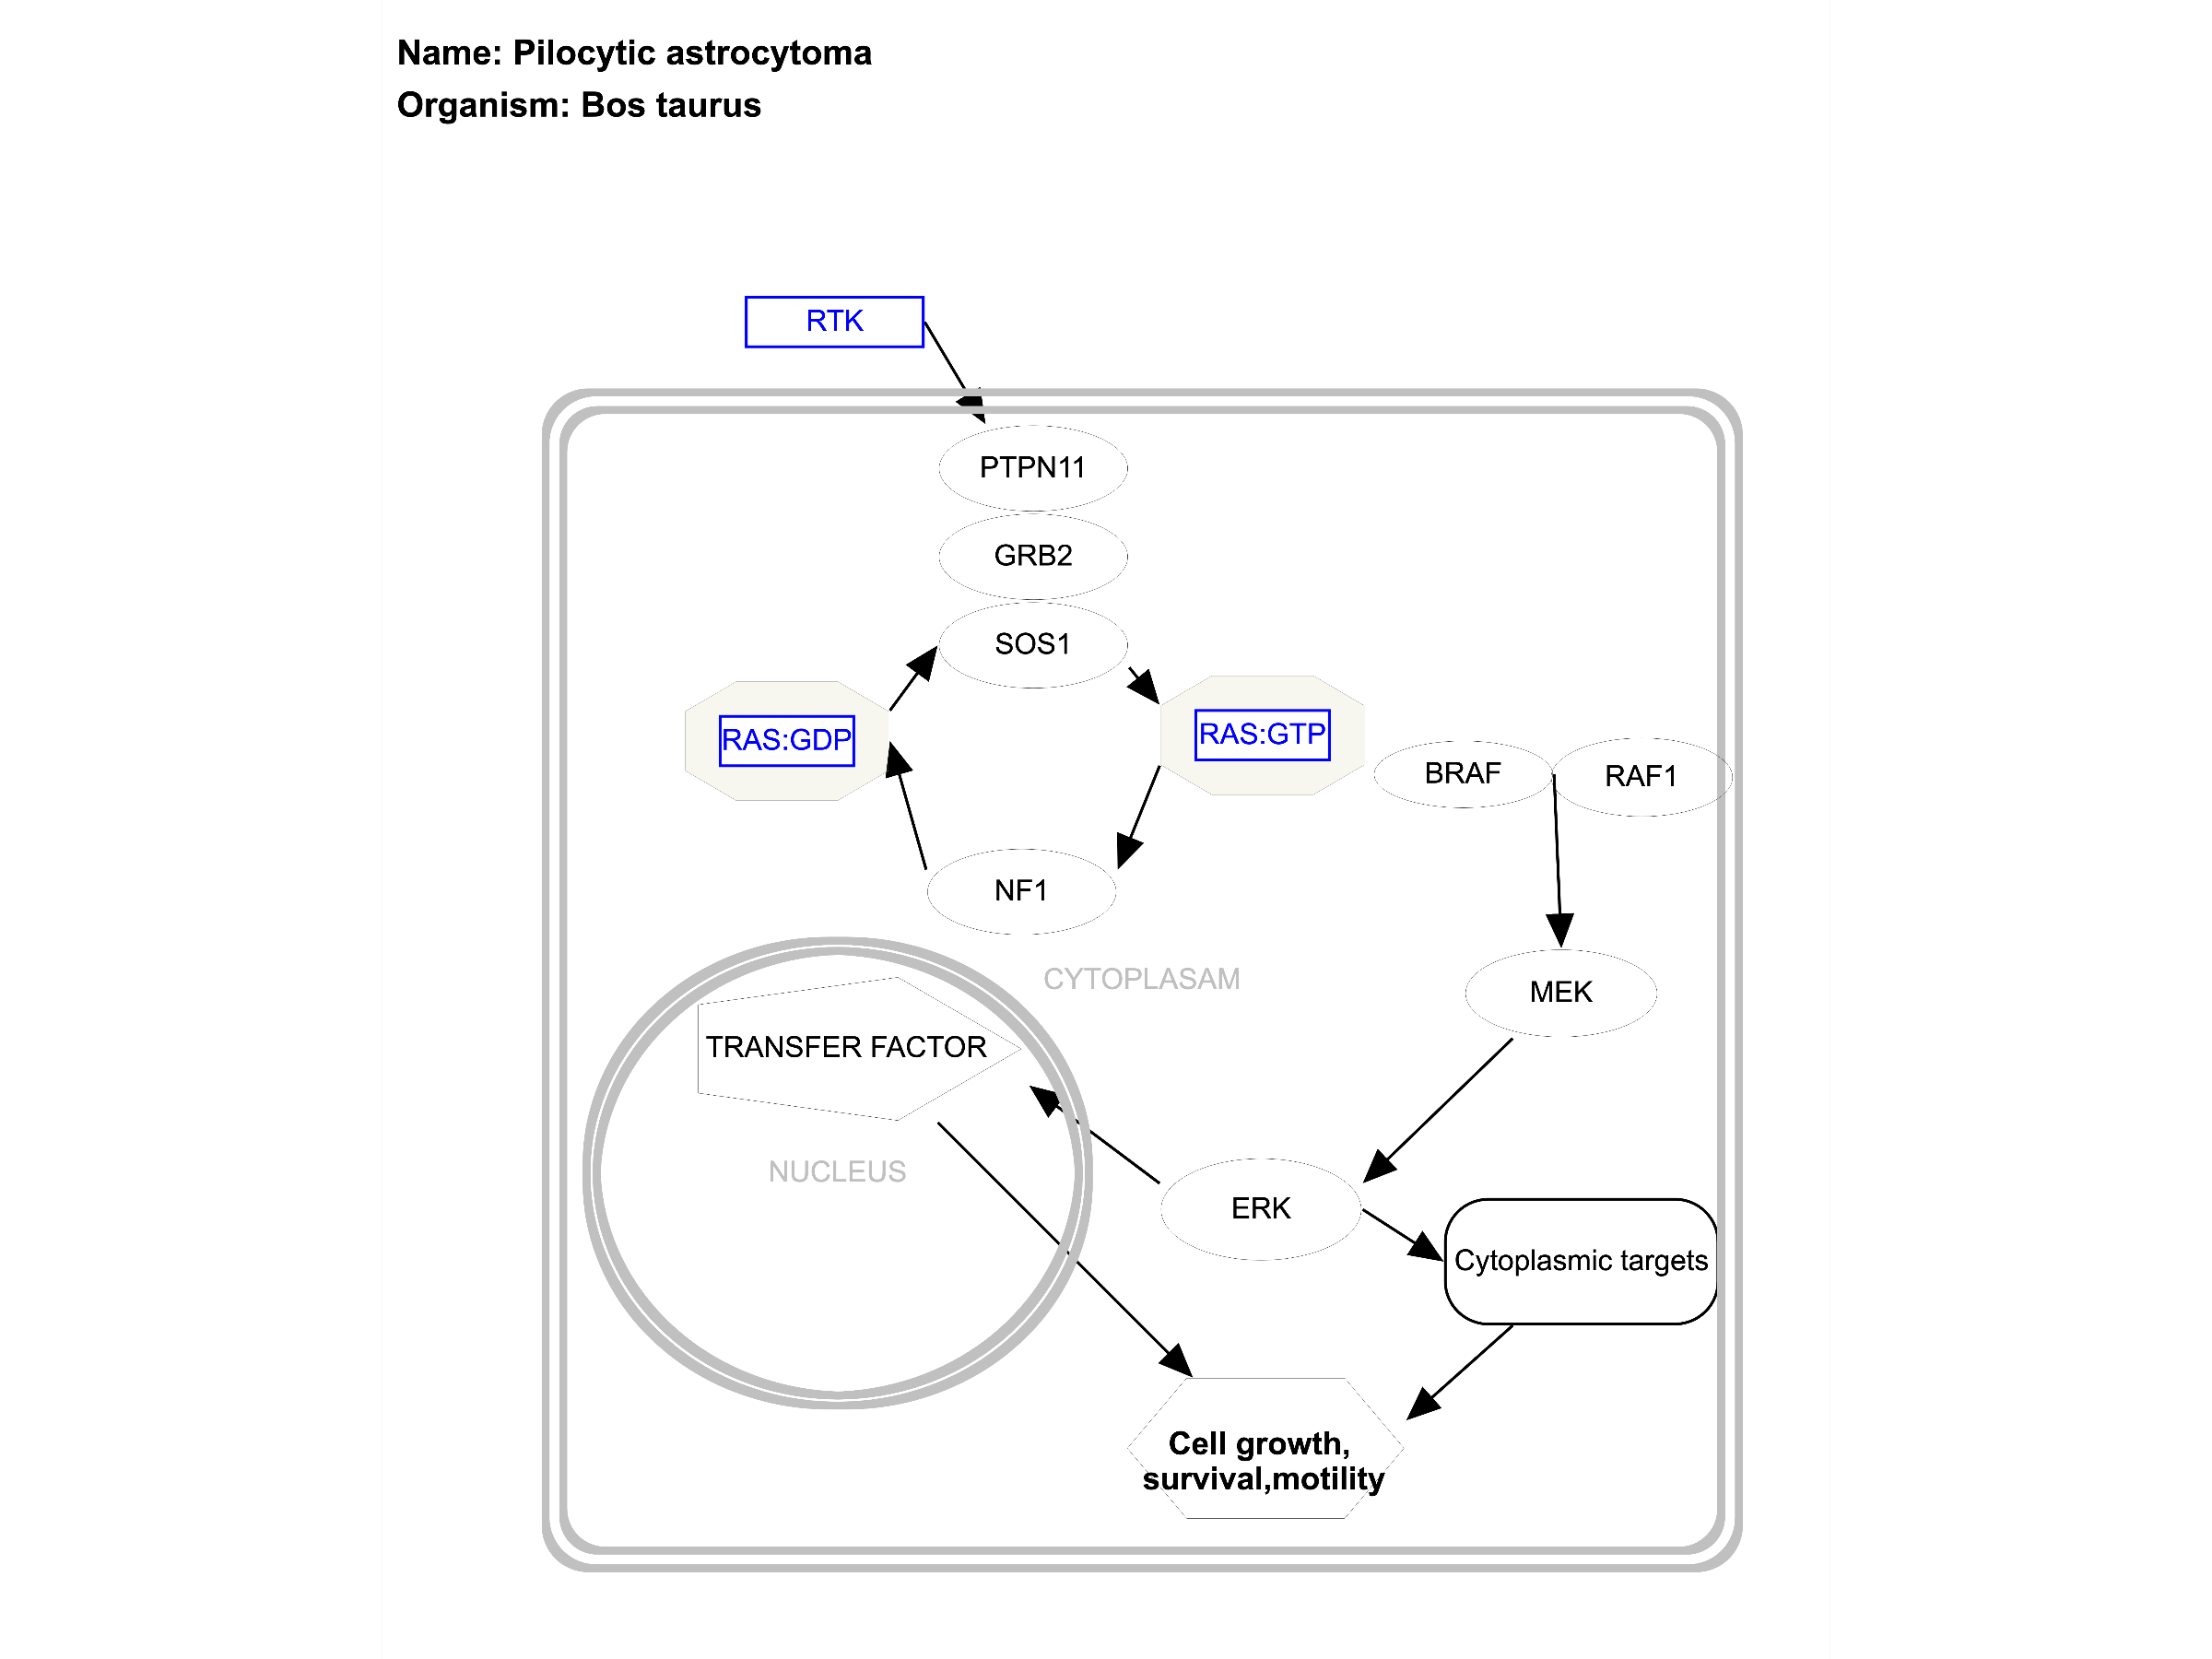 Name: Pilocytic astrocytoma
Organism: Bos taurus
RTK
PTPN11
GRB2
SOS1
RAS:GDP
RAS:GTP
BRAF
RAF1
NF1
CYTOPLASAM
MEK
TRANSFER FACTOR
NUCLEUS
ERK
Cytoplasmic targets
Cell growth,
survival,motility